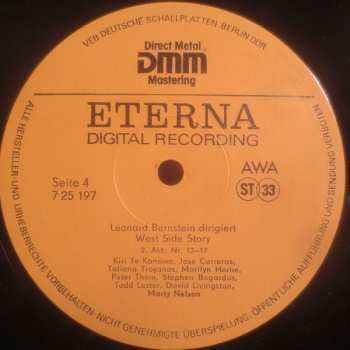 VEB DEUTSCHE SCHALLPLATTEN BERLIN DDR
Direct Metal
DMM
Mastering
ETERNA
DIGITAL RECORDING
AWA
Seite 4
7 25 197
ST 33
Leonard Bernstein dirigiert
West Side Story
2. Akt: Nr. 13–17
Kiri Te Kanawa, José Carreras,
Tatiana Troyanos, Marilyn Horne,
Peter Thom, Stephen Bogardus,
Todd Lester, David Livingston,
Marty Nelson
ALLE HERSTELLER- UND URHEBERRECHTE VORBEHALTEN. NICHT GENEHMIGTE VERVIELFÄLTIGUNG, ÖFFENTLICHE AUFFÜHRUNG UND SENDUNG VERBOTEN